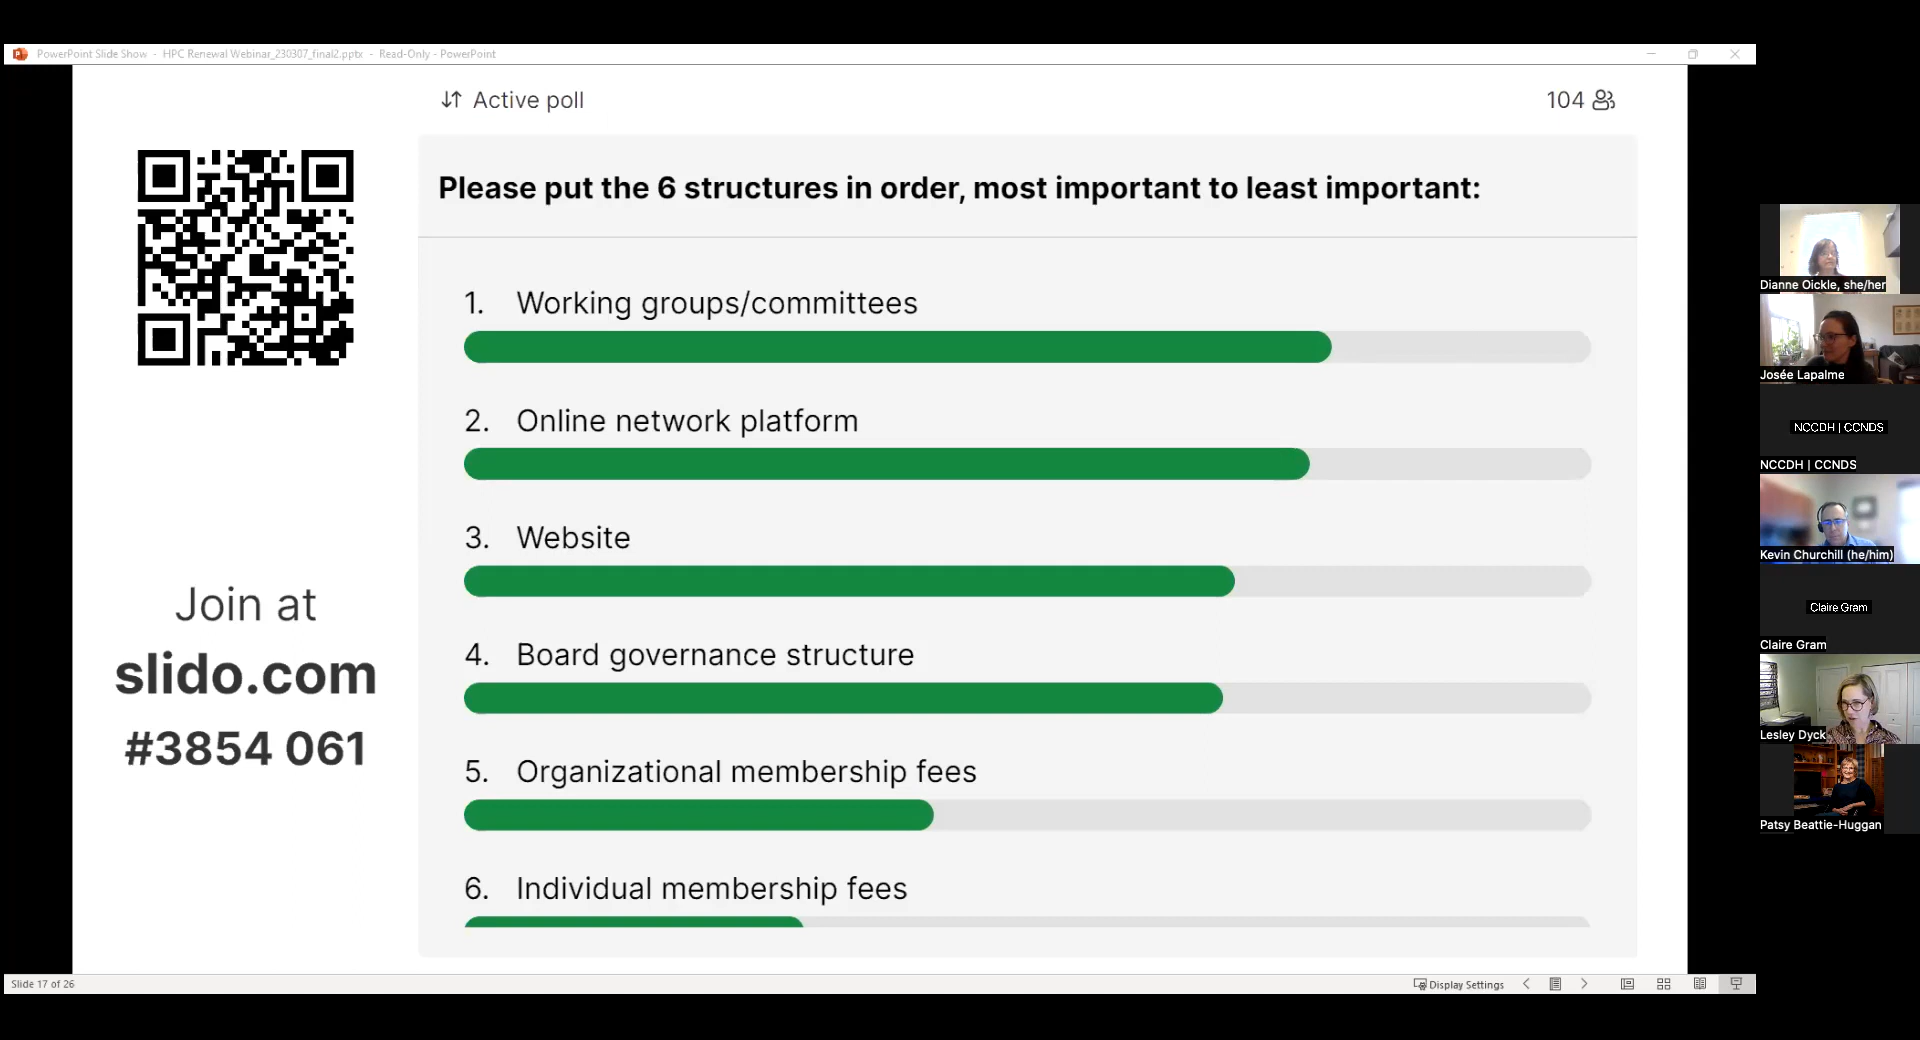 PowerPoint Slide Show - HPC Renewal Webinar_230307_final2.pptx - Read-Only - PowerPoint
Active poll
104
Please put the 6 structures in order, most important to least important:
1. Working groups/committees
2. Online network platform
3. Website
4. Board governance structure
5. Organizational membership fees
6. Individual membership fees
Join at
slido.com
#3854 061
Dianne Oickle, she/her
Josée Lapalme
NCCDH | CCNDS
NCCDH | CCNDS
Kevin Churchill (he/him)
Claire Gram
Claire Gram
Lesley Dyck
Patsy Beattie-Huggan
Slide 17 of 26
Display Settings